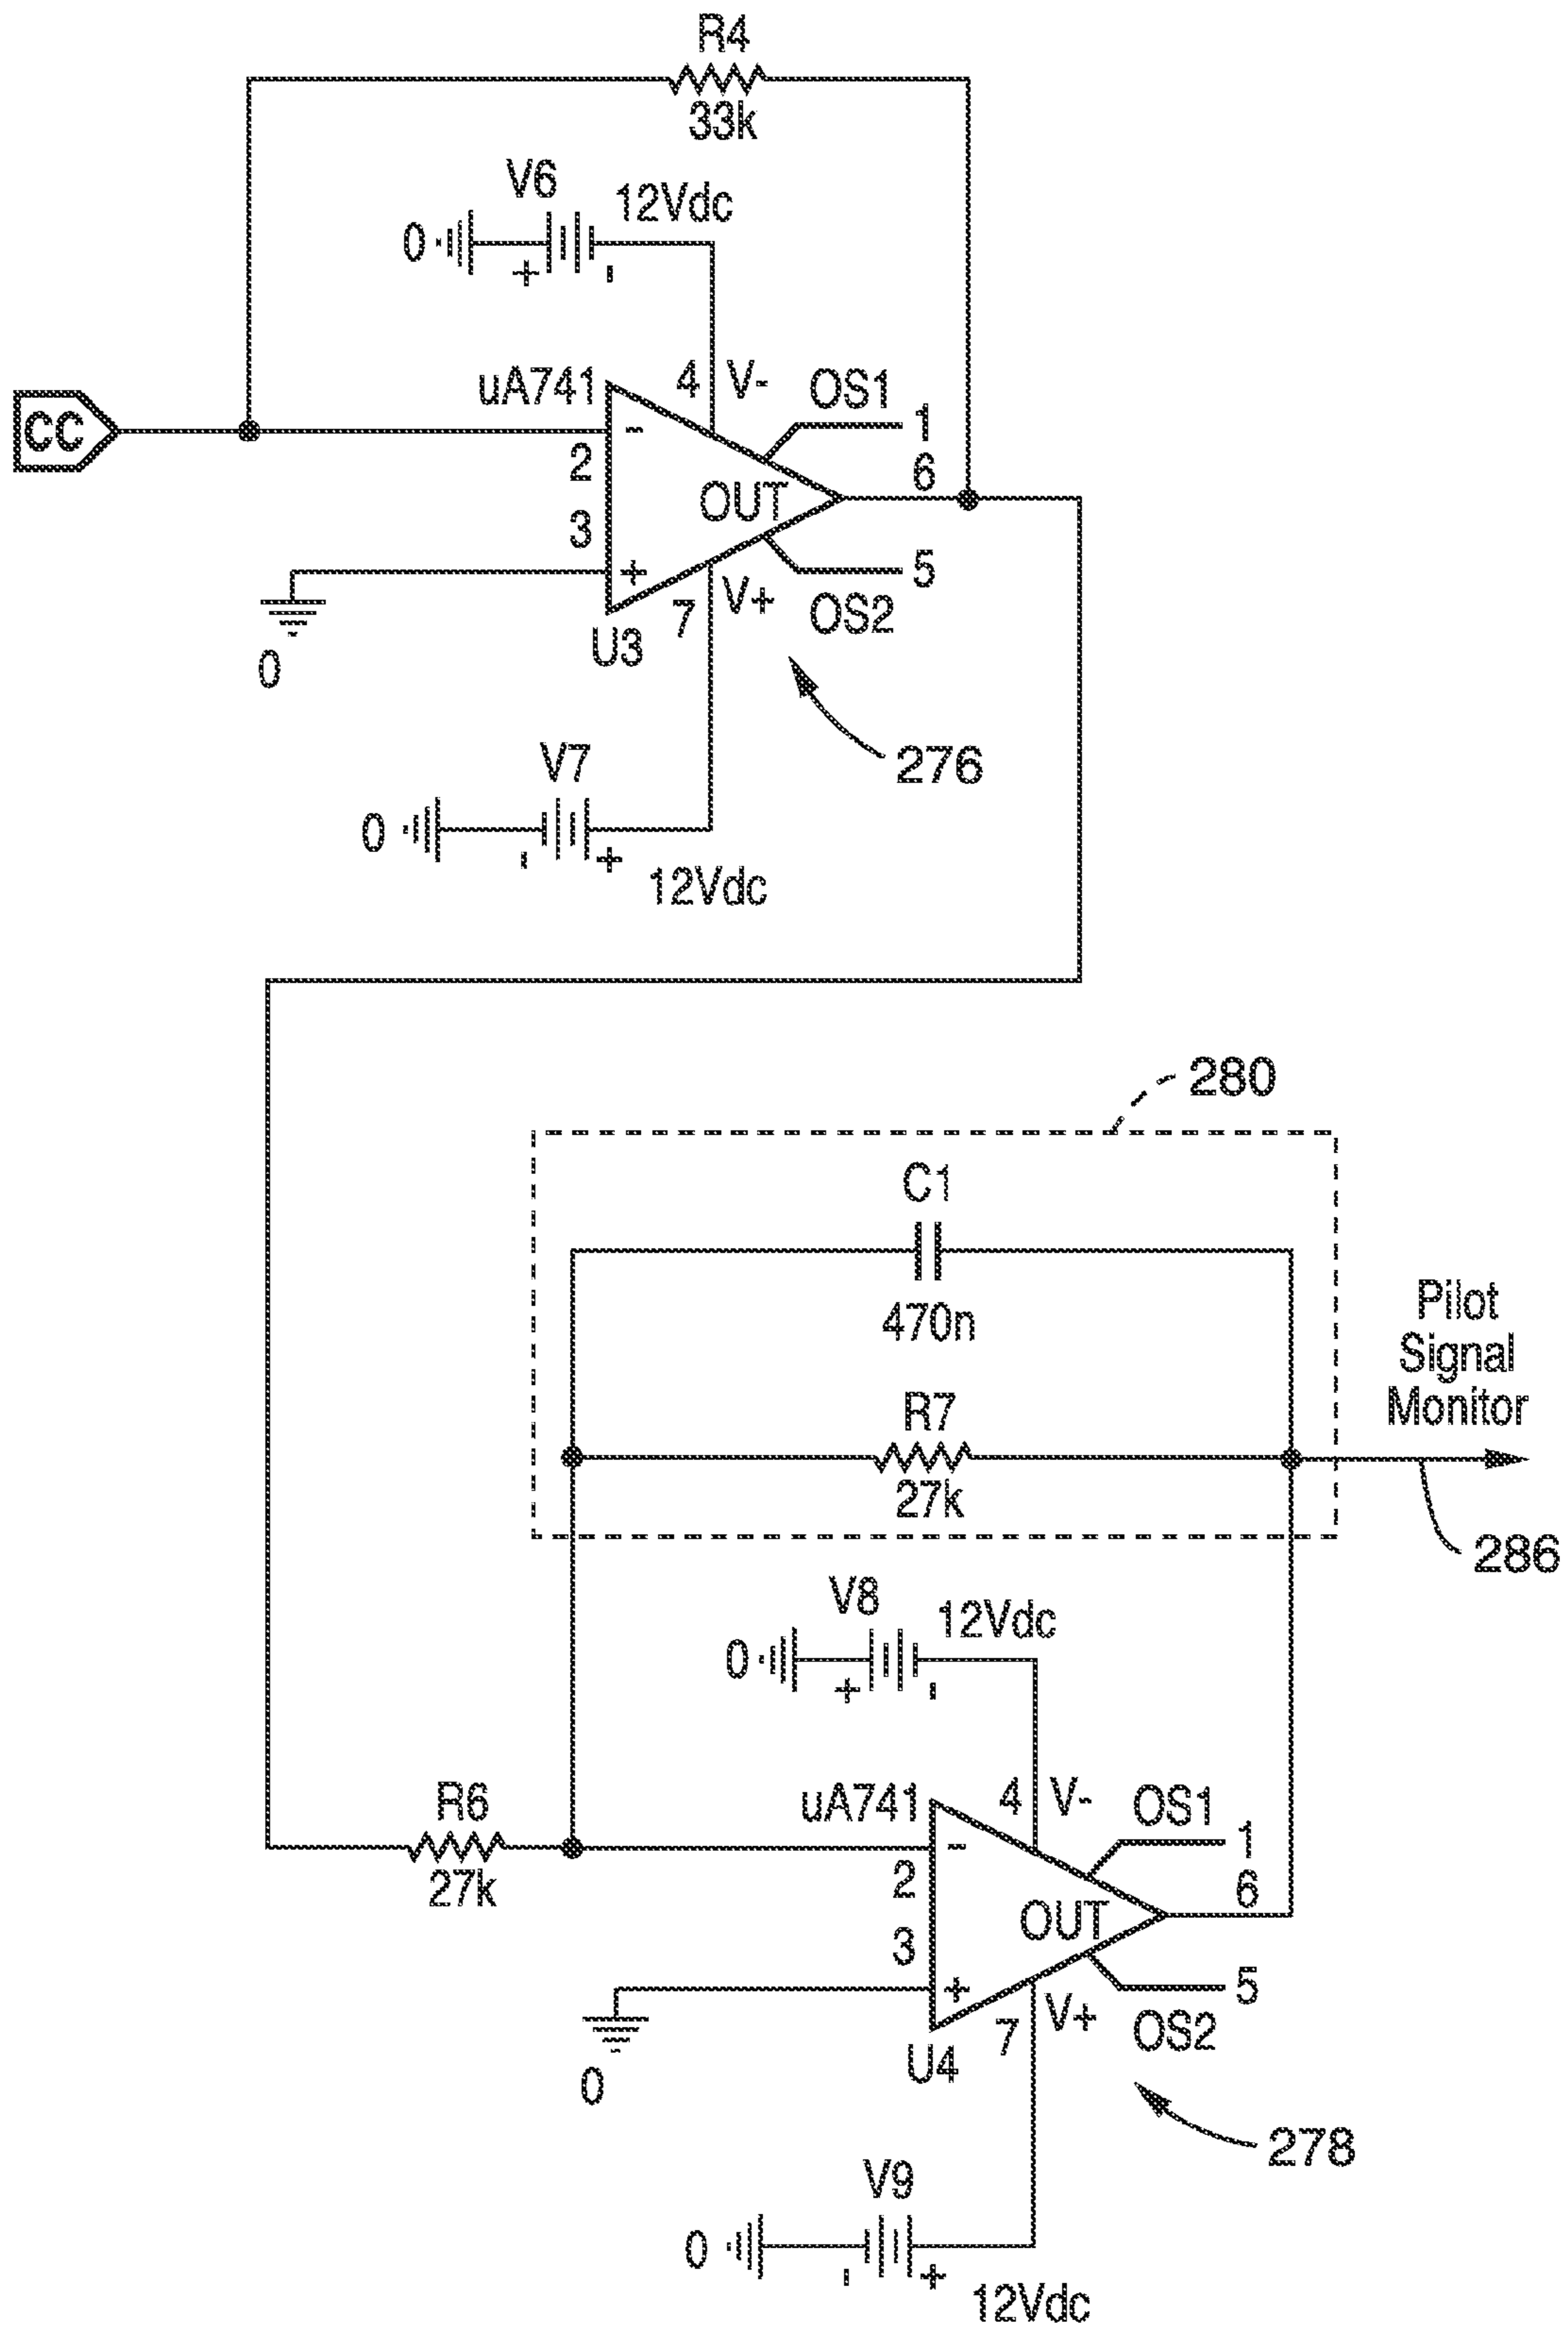 R4
33k
V6
12Vdc
0
+
-
uA741
4
V-
OS1
1
CC
-
2
6
OUT
3
+
5
V+
OS2
7
U3
0
276
V7
0
-
+
12Vdc
280
C1
470n
Pilot
Signal
Monitor
R7
27k
286
V8
12Vdc
0
+
-
R6
27k
uA741
4
V-
OS1
1
-
2
6
OUT
3
+
5
V+
OS2
7
U4
0
278
V9
0
-
+
12Vdc